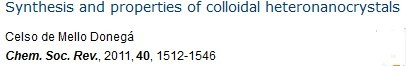 Synthesis and properties of colloidal heteronanocrystals
Celso de Mello Donegá
Chem. Soc. Rev., 2011, 40, 1512-1546